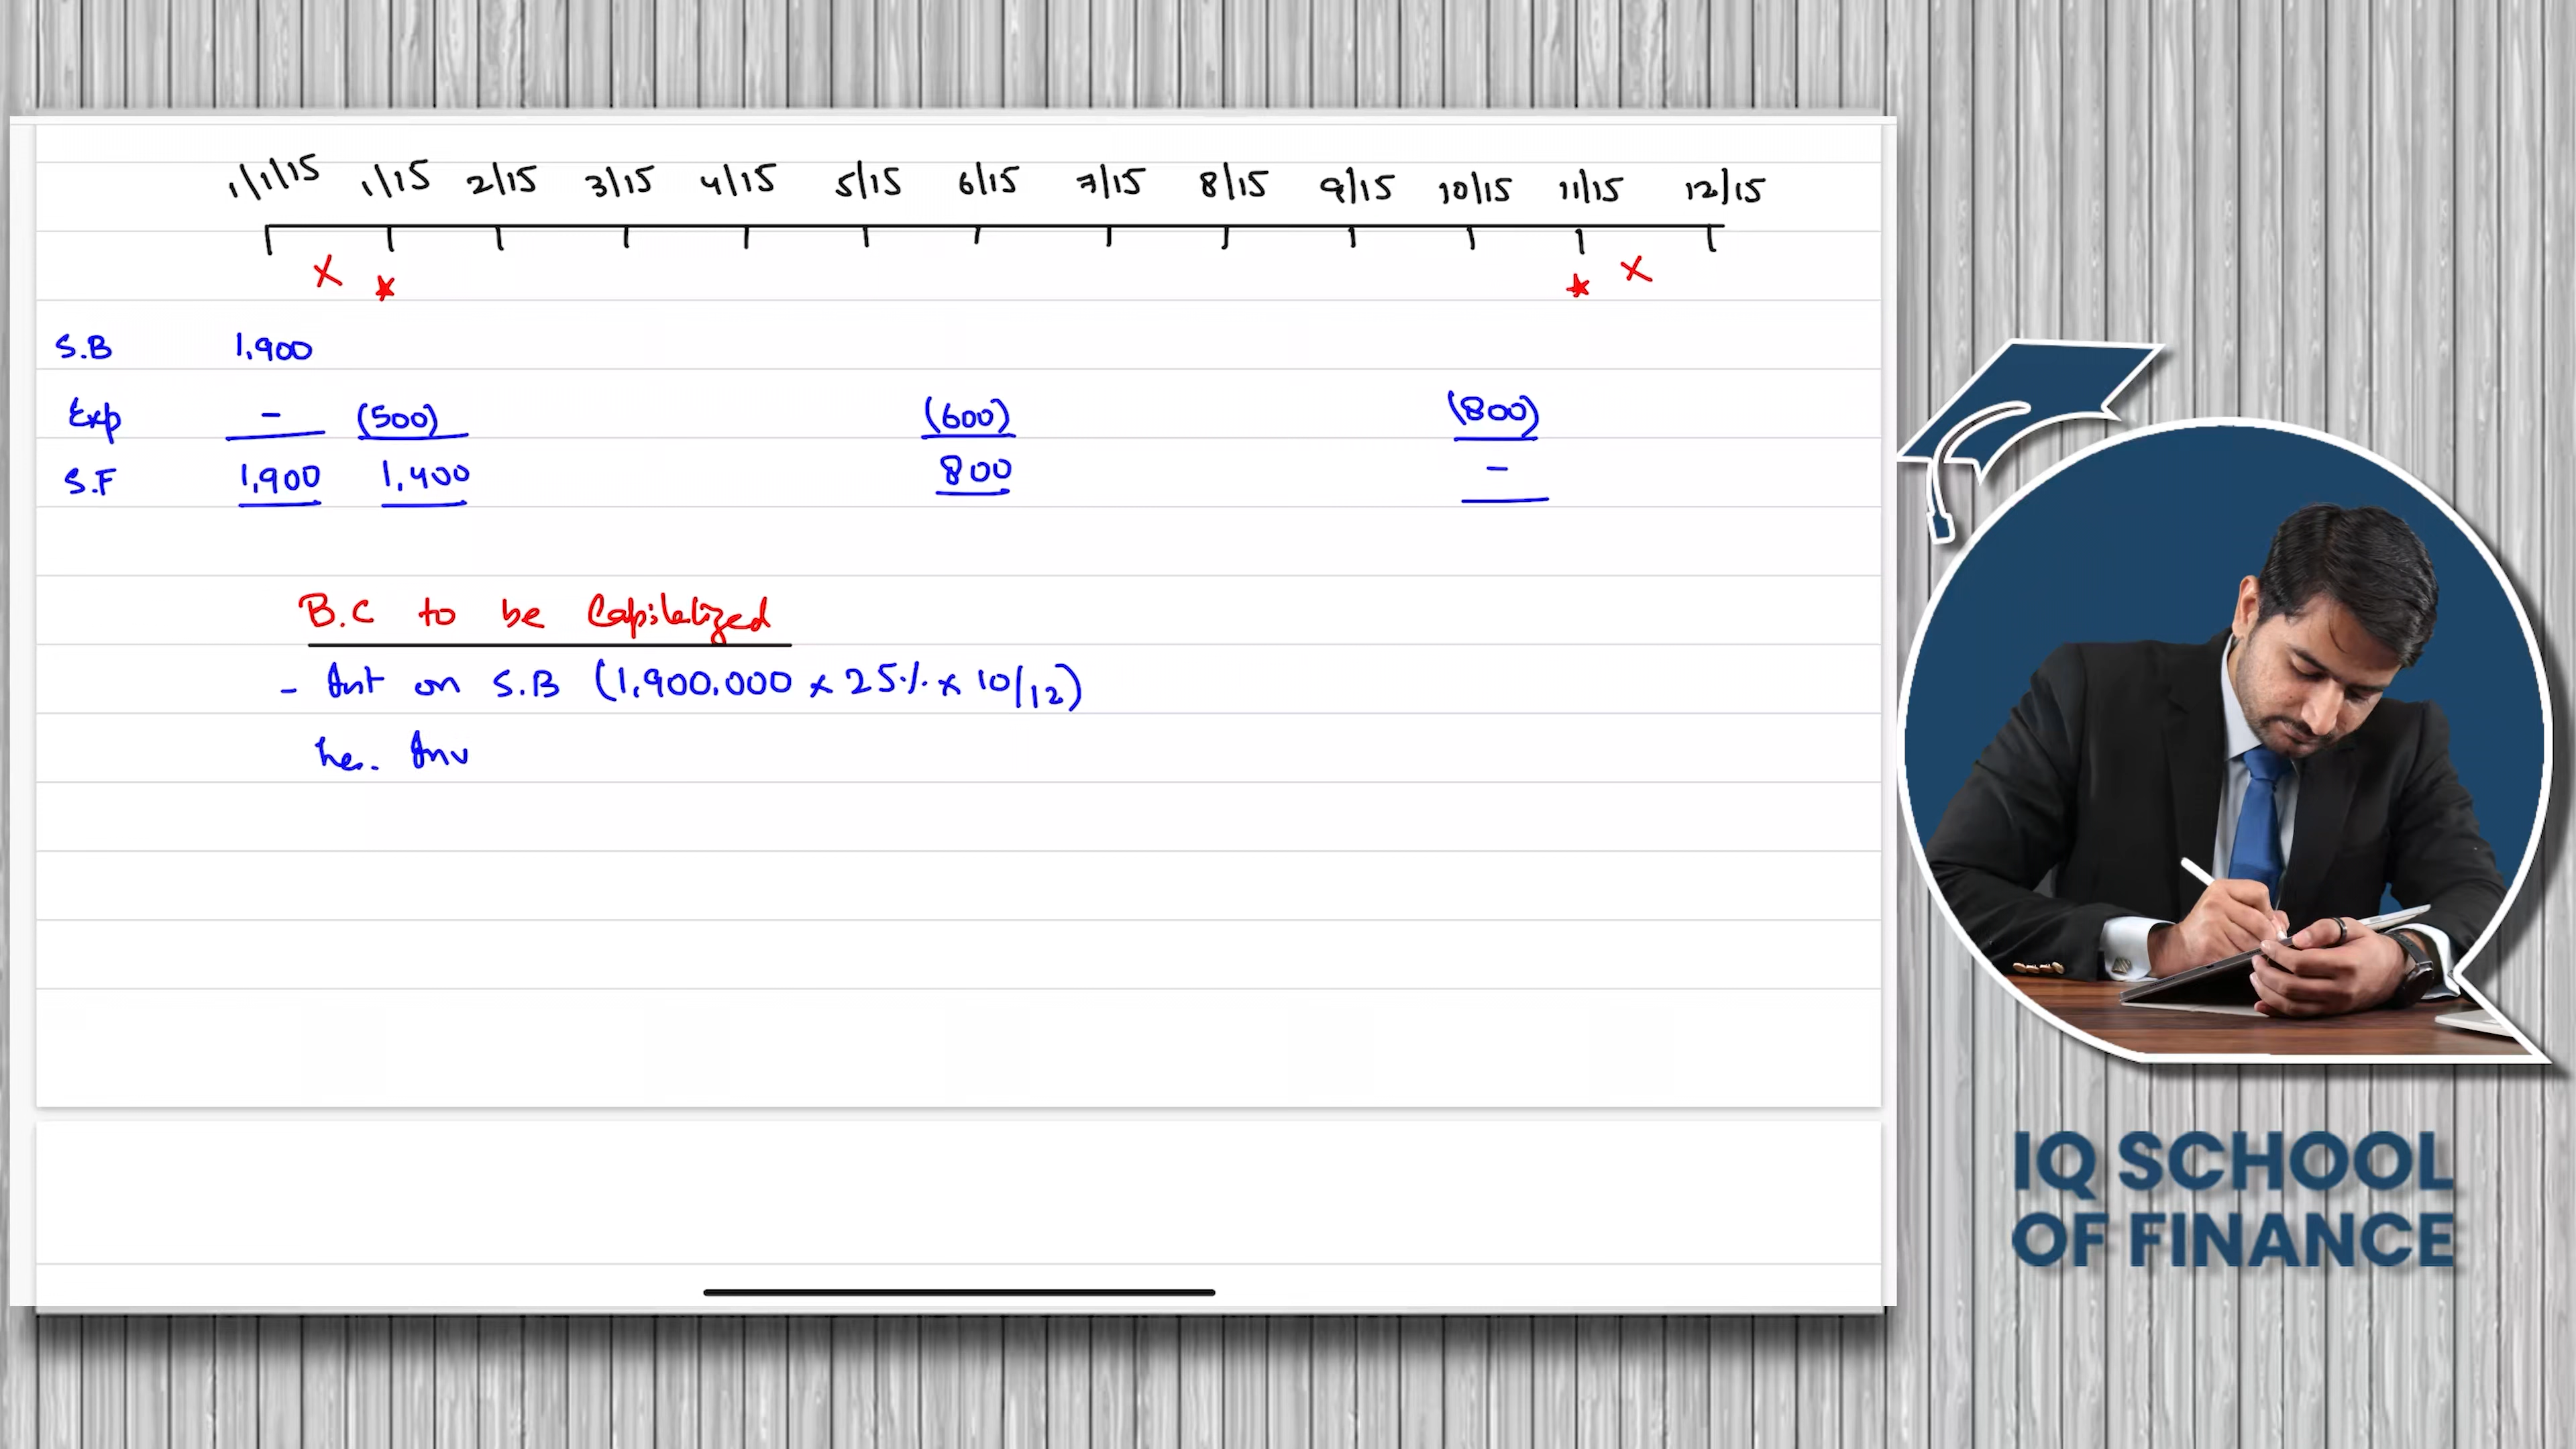 1/1/15 1/15 2/15 3/15 4/15 5/15 6/15 7/15 8/15 9/15 10/15 11/15 12/15
S.B 1,900
Exp - (500) (600) (800)
S.F 1,900 1,400 800 -
B.C to be Capitalized
- Int on S.B (1,900,000 × 25% × 10/12)
Inv
IQ SCHOOL
OF FINANCE